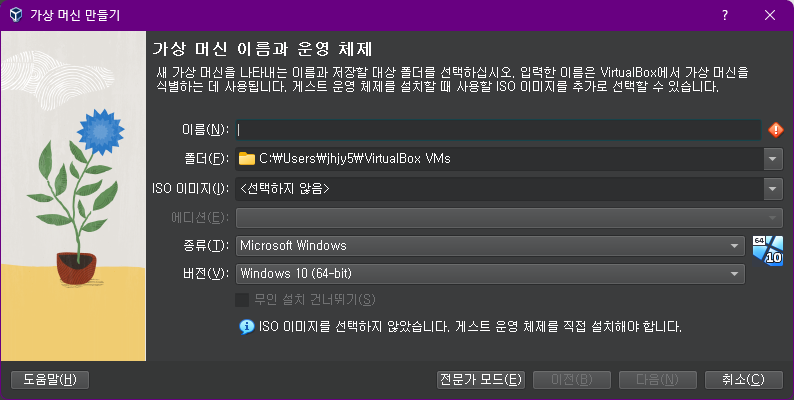 가상 머신 만들기
?
가상 머신 이름과 운영 체제
새 가상 머신을 나타내는 이름과 저장할 대상 폴더를 선택하십시오. 입력한 이름은 VirtualBox에서 가상 머신을
식별하는 데 사용됩니다. 게스트 운영 체제를 설치할 때 사용할 ISO 이미지를 추가로 선택할 수 있습니다.
이름(N):
폴더(F): C:₩Users₩jhjy5₩VirtualBox VMs
ISO 이미지(I): <선택하지 않음>
에디션(E):
종류(T): Microsoft Windows
64
10
버전(V): Windows 10 (64-bit)
무인 설치 건너뛰기(S)
ISO 이미지를 선택하지 않았습니다. 게스트 운영 체제를 직접 설치해야 합니다.
도움말(H) 전문가 모드(E) 이전(B) 다음(N) 취소(C)